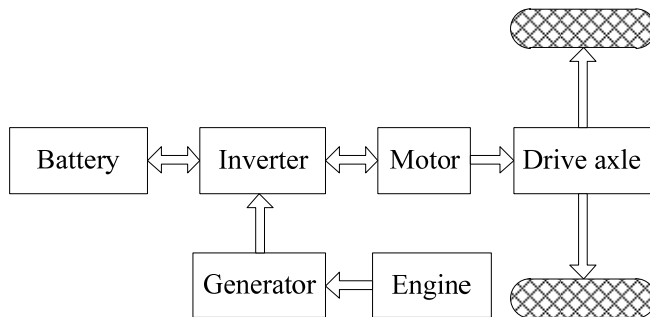 Battery
Inverter
Motor
Drive axle
Generator
Engine